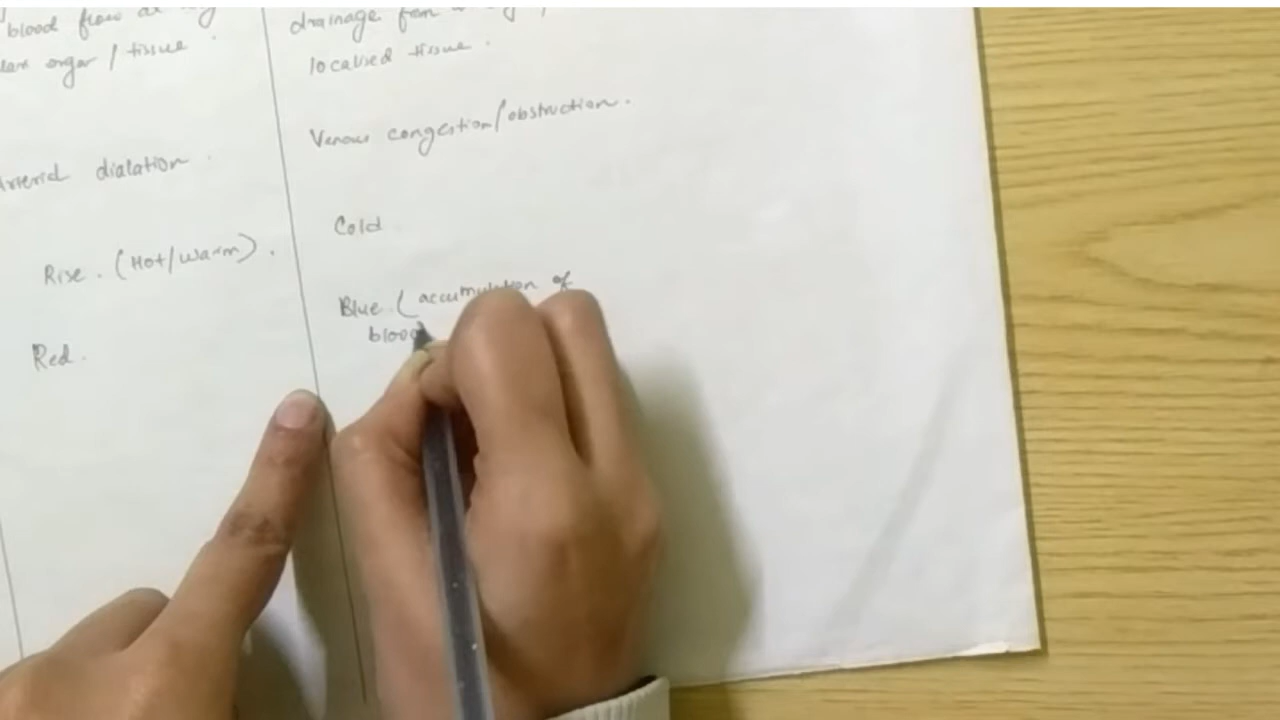 blood flow
organ / tissue .
Arterial dialation .
Rise . (Hot/warm) .
Red .
drainage from
localised tissue .
Venous congestion/obstruction .
Cold
Blue . ( accumulation of
blood